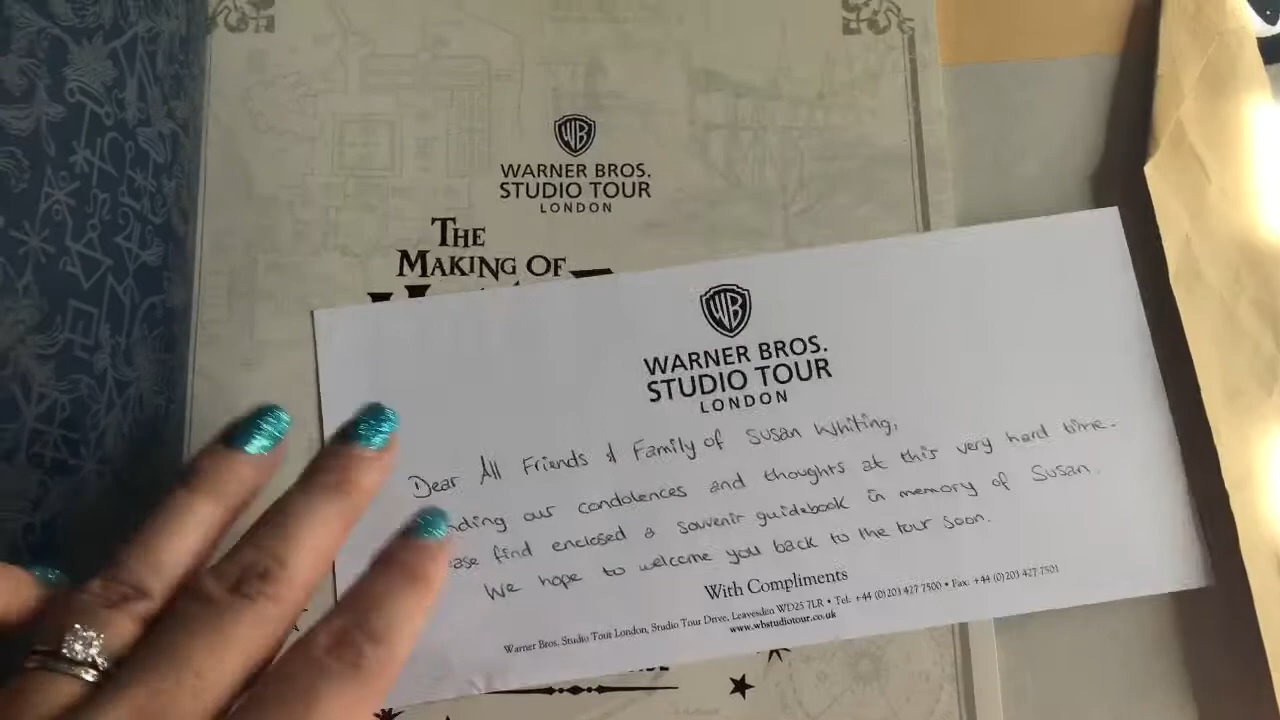 WB
WARNER BROS.
STUDIO TOUR
LONDON
THE
MAKING OF
WB
WARNER BROS.
STUDIO TOUR
LONDON
Dear All Friends & Family of Susan Whiting,
our condolences and thoughts at this very hard time.
find enclosed a souvenir guidebook in memory of Susan.
We hope to welcome you back to the tour soon.
With Compliments
Warner Bros. Studio Tour London, Studio Tour Drive, Leavesden WD25 7LR • Tel: +44 (0)203 427 7500 • Fax: +44 (0)203 427 7501
www.wbstudiotour.co.uk